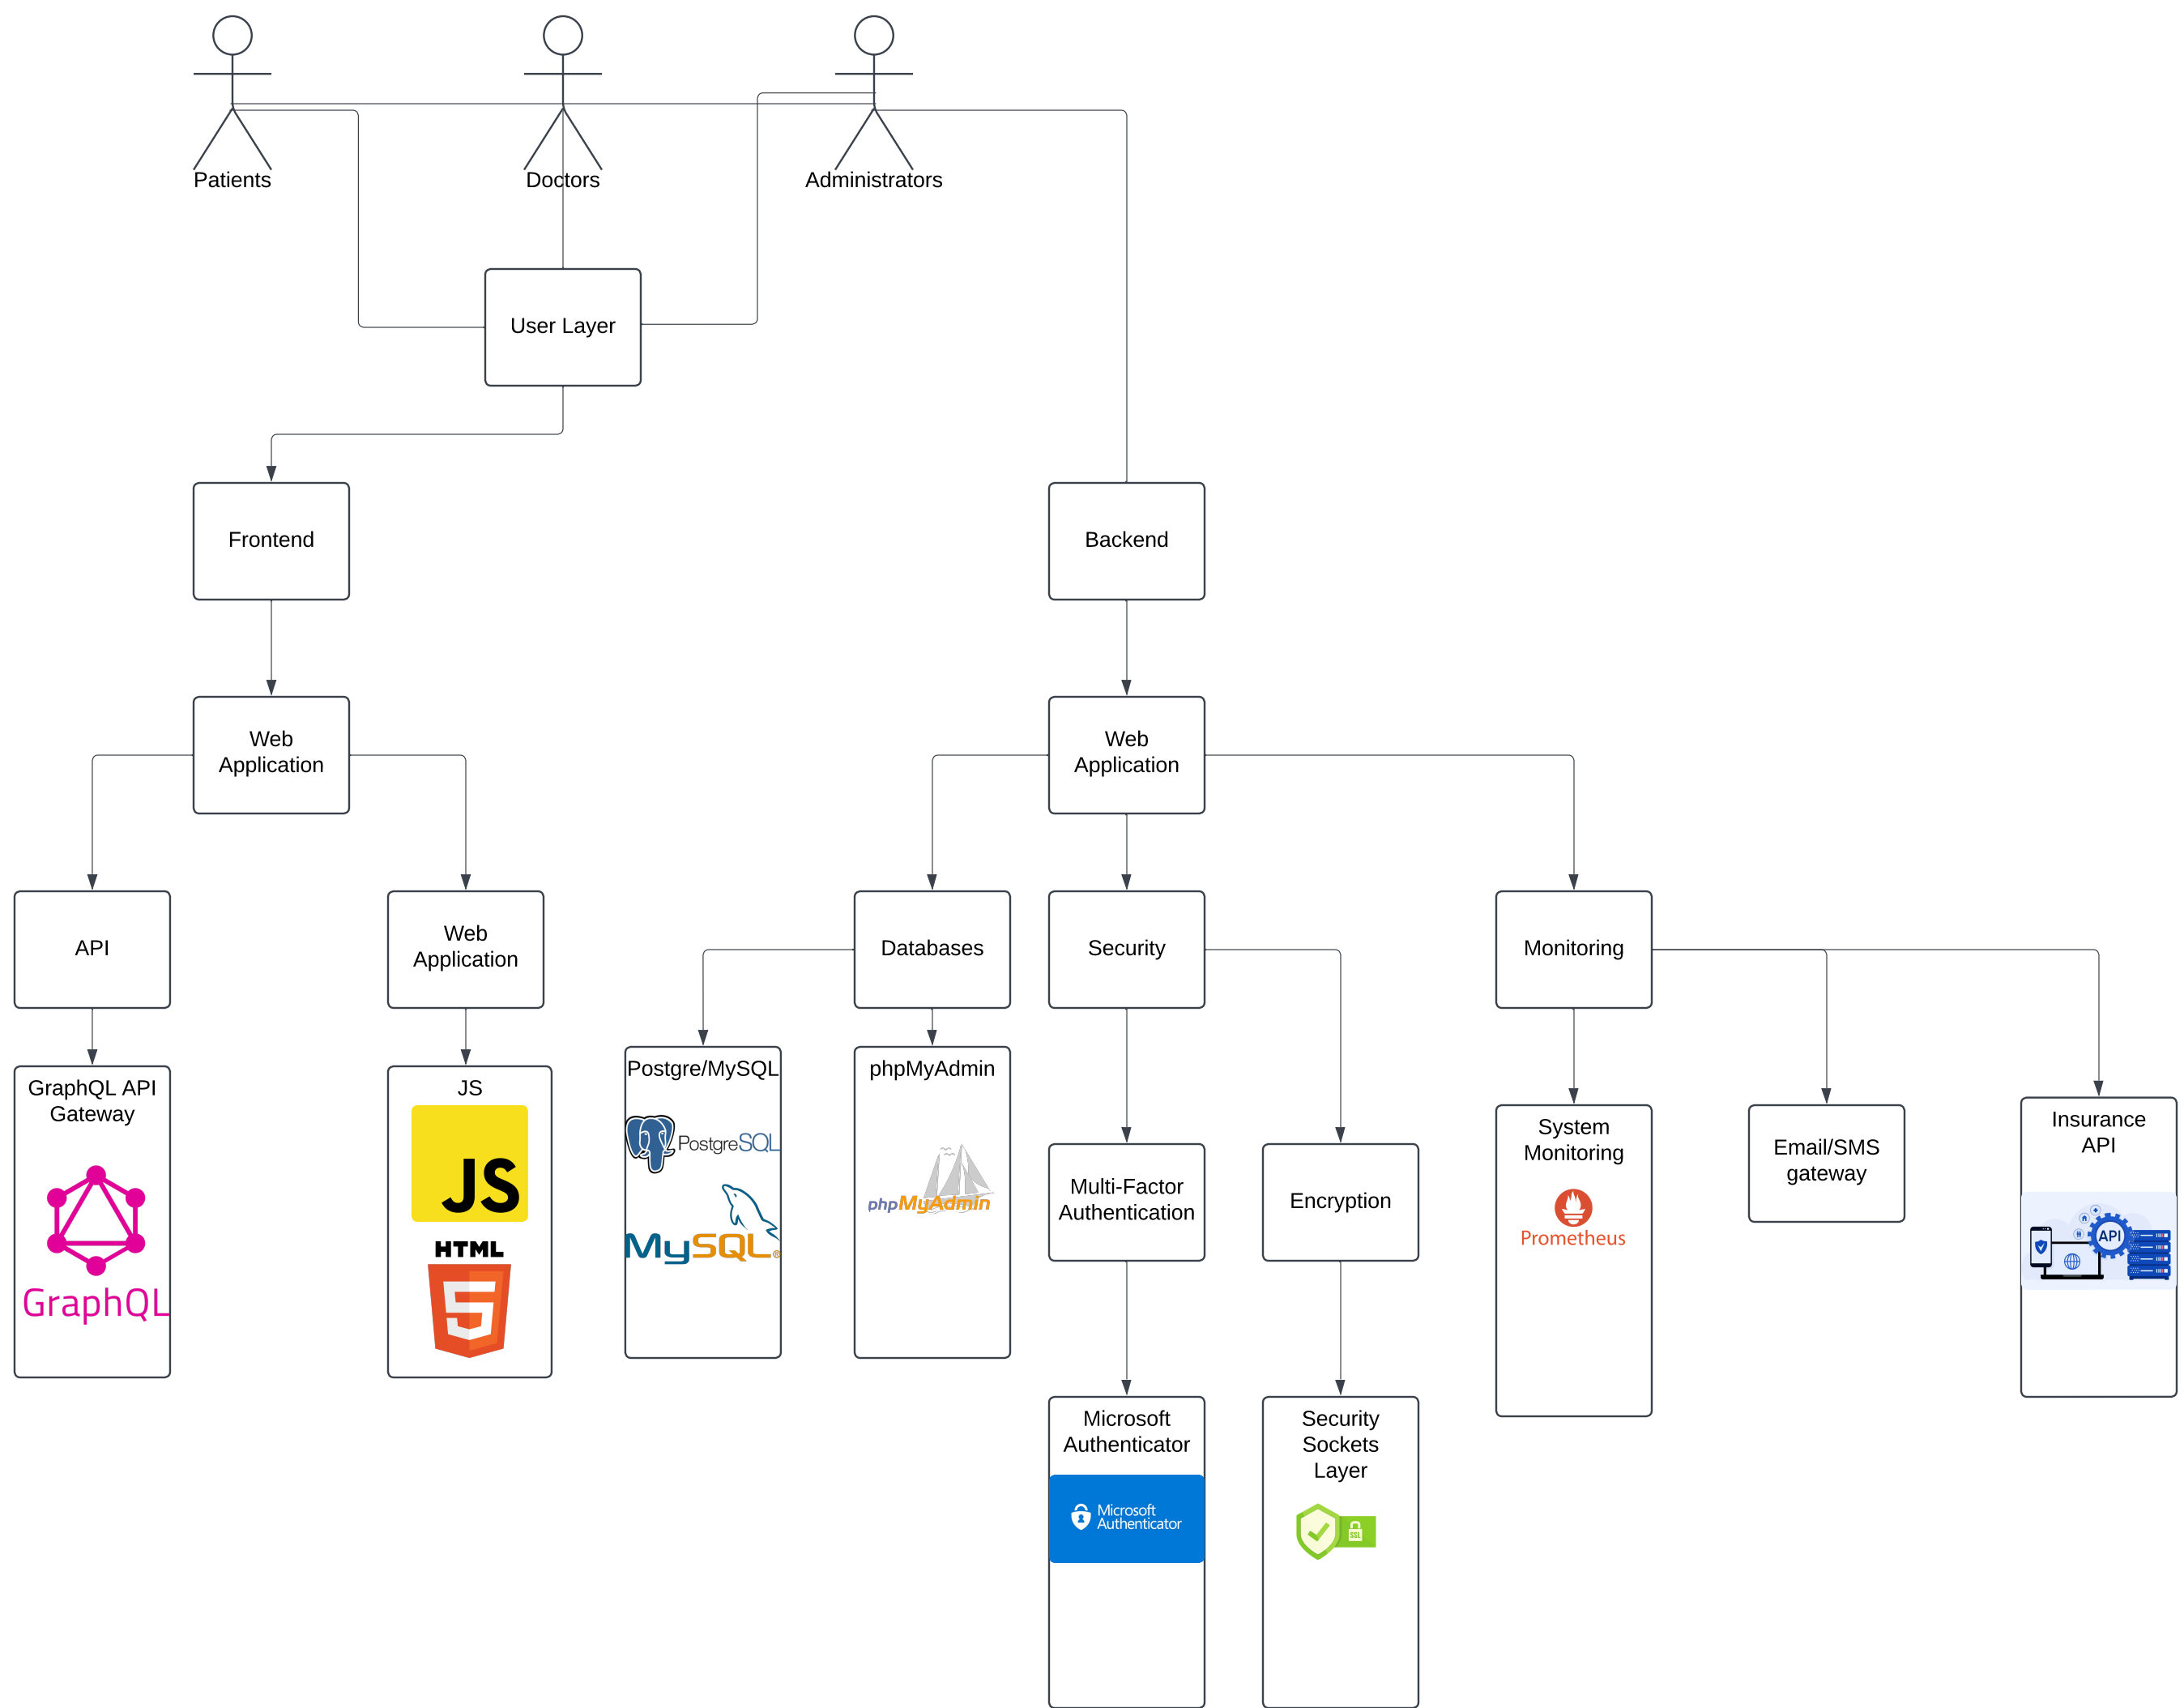 Patients
Doctors
Administrators
User Layer
Frontend
Backend
Web
Application
Web
Application
API
Web
Application
Databases
Security
Monitoring
GraphQL API
Gateway
GraphQL
JS
JS
HTML
5
Postgre/MySQL
PostgreSQL
MySQL®
phpMyAdmin
phpMyAdmin
Multi-Factor
Authentication
Encryption
System
Monitoring
Prometheus
Email/SMS
gateway
Insurance
API
API
Microsoft
Authenticator
Microsoft
Authenticator
Security
Sockets
Layer
SSL